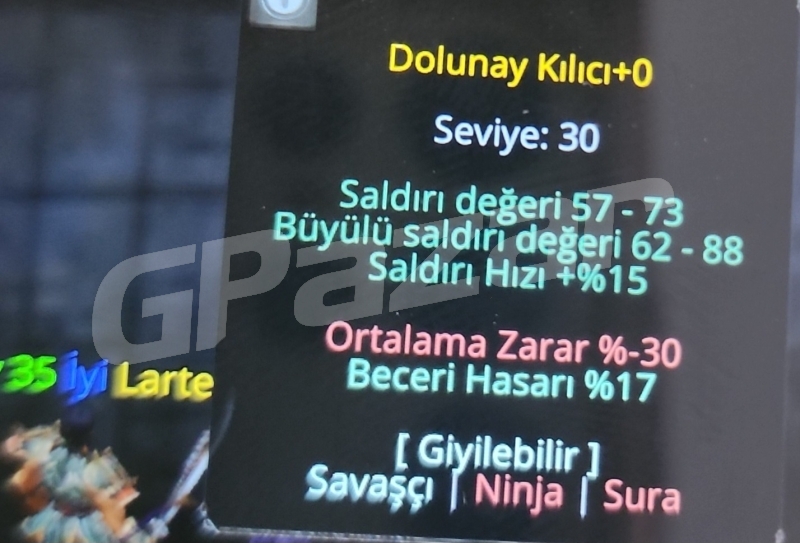 Dolunay Kılıcı+0
Seviye: 30
Saldırı değeri 57 - 73
Büyülü saldırı değeri 62 - 88
Saldırı Hızı +%15
Ortalama Zarar %-30
Beceri Hasarı %17
[ Giyilebilir ]
Savaşçı | Ninja | Sura
35 İyi Larte
GPazar